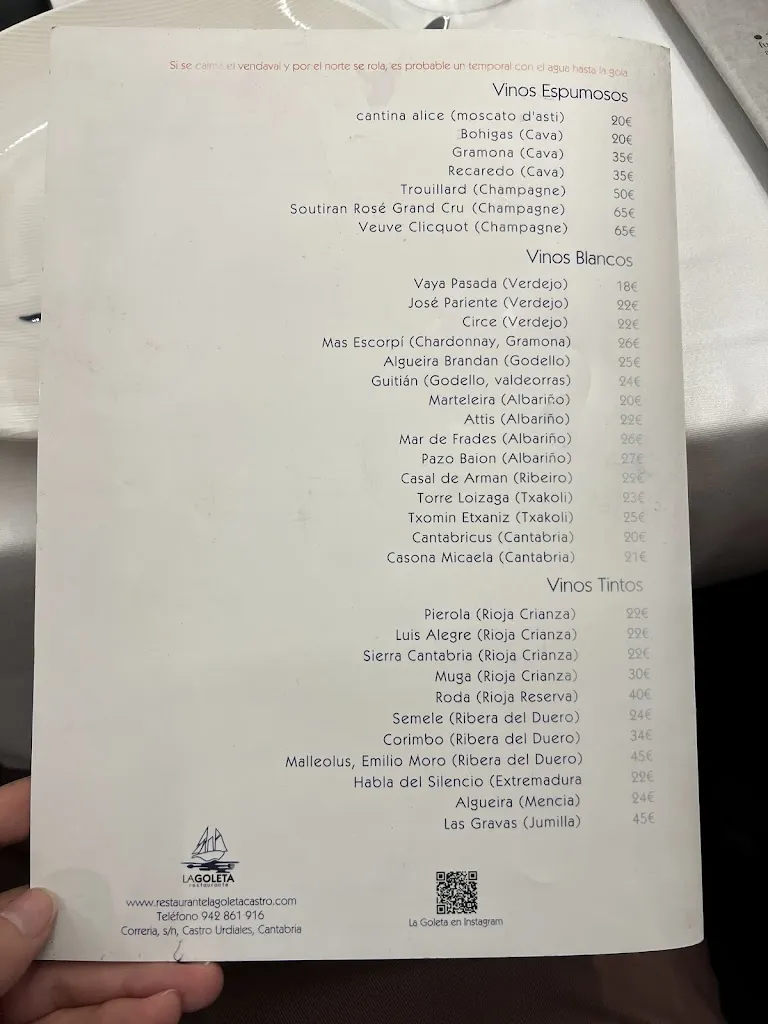 Si se calma el vendaval y por el norte se rola, es probable un temporal con el agua hasta la gola
Vinos Espumosos
cantina alice (moscato d'asti) 20€
Bohigas (Cava) 20€
Gramona (Cava) 35€
Recaredo (Cava) 35€
Trouillard (Champagne) 50€
Soutiran Rosé Grand Cru (Champagne) 65€
Veuve Clicquot (Champagne) 65€
Vinos Blancos
Vaya Pasada (Verdejo) 18€
José Pariente (Verdejo) 22€
Circe (Verdejo) 22€
Mas Escorpí (Chardonnay, Gramona) 26€
Algueira Brandan (Godello) 25€
Guitián (Godello, valdeorras) 24€
Marteleira (Albariño) 20€
Attis (Albariño) 22€
Mar de Frades (Albariño) 26€
Pazo Baion (Albariño) 27€
Casal de Arman (Ribeiro) 22€
Torre Loizaga (Txakoli) 23€
Txomin Etxaniz (Txakoli) 25€
Cantabricus (Cantabria) 20€
Casona Micaela (Cantabria) 21€
Vinos Tintos
Pierola (Rioja Crianza) 22€
Luis Alegre (Rioja Crianza) 22€
Sierra Cantabria (Rioja Crianza) 22€
Muga (Rioja Crianza) 30€
Roda (Rioja Reserva) 40€
Semele (Ribera del Duero) 24€
Corimbo (Ribera del Duero) 34€
Malleolus, Emilio Moro (Ribera del Duero) 45€
Habla del Silencio (Extremadura 22€
Algueira (Mencia) 24€
Las Gravas (Jumilla) 45€
LAGOLETA
restaurante
www.restaurantelagoletacastro.com
Teléfono 942 861 916
Correria, s/n, Castro Urdiales, Cantabria
La Goleta en Instagram